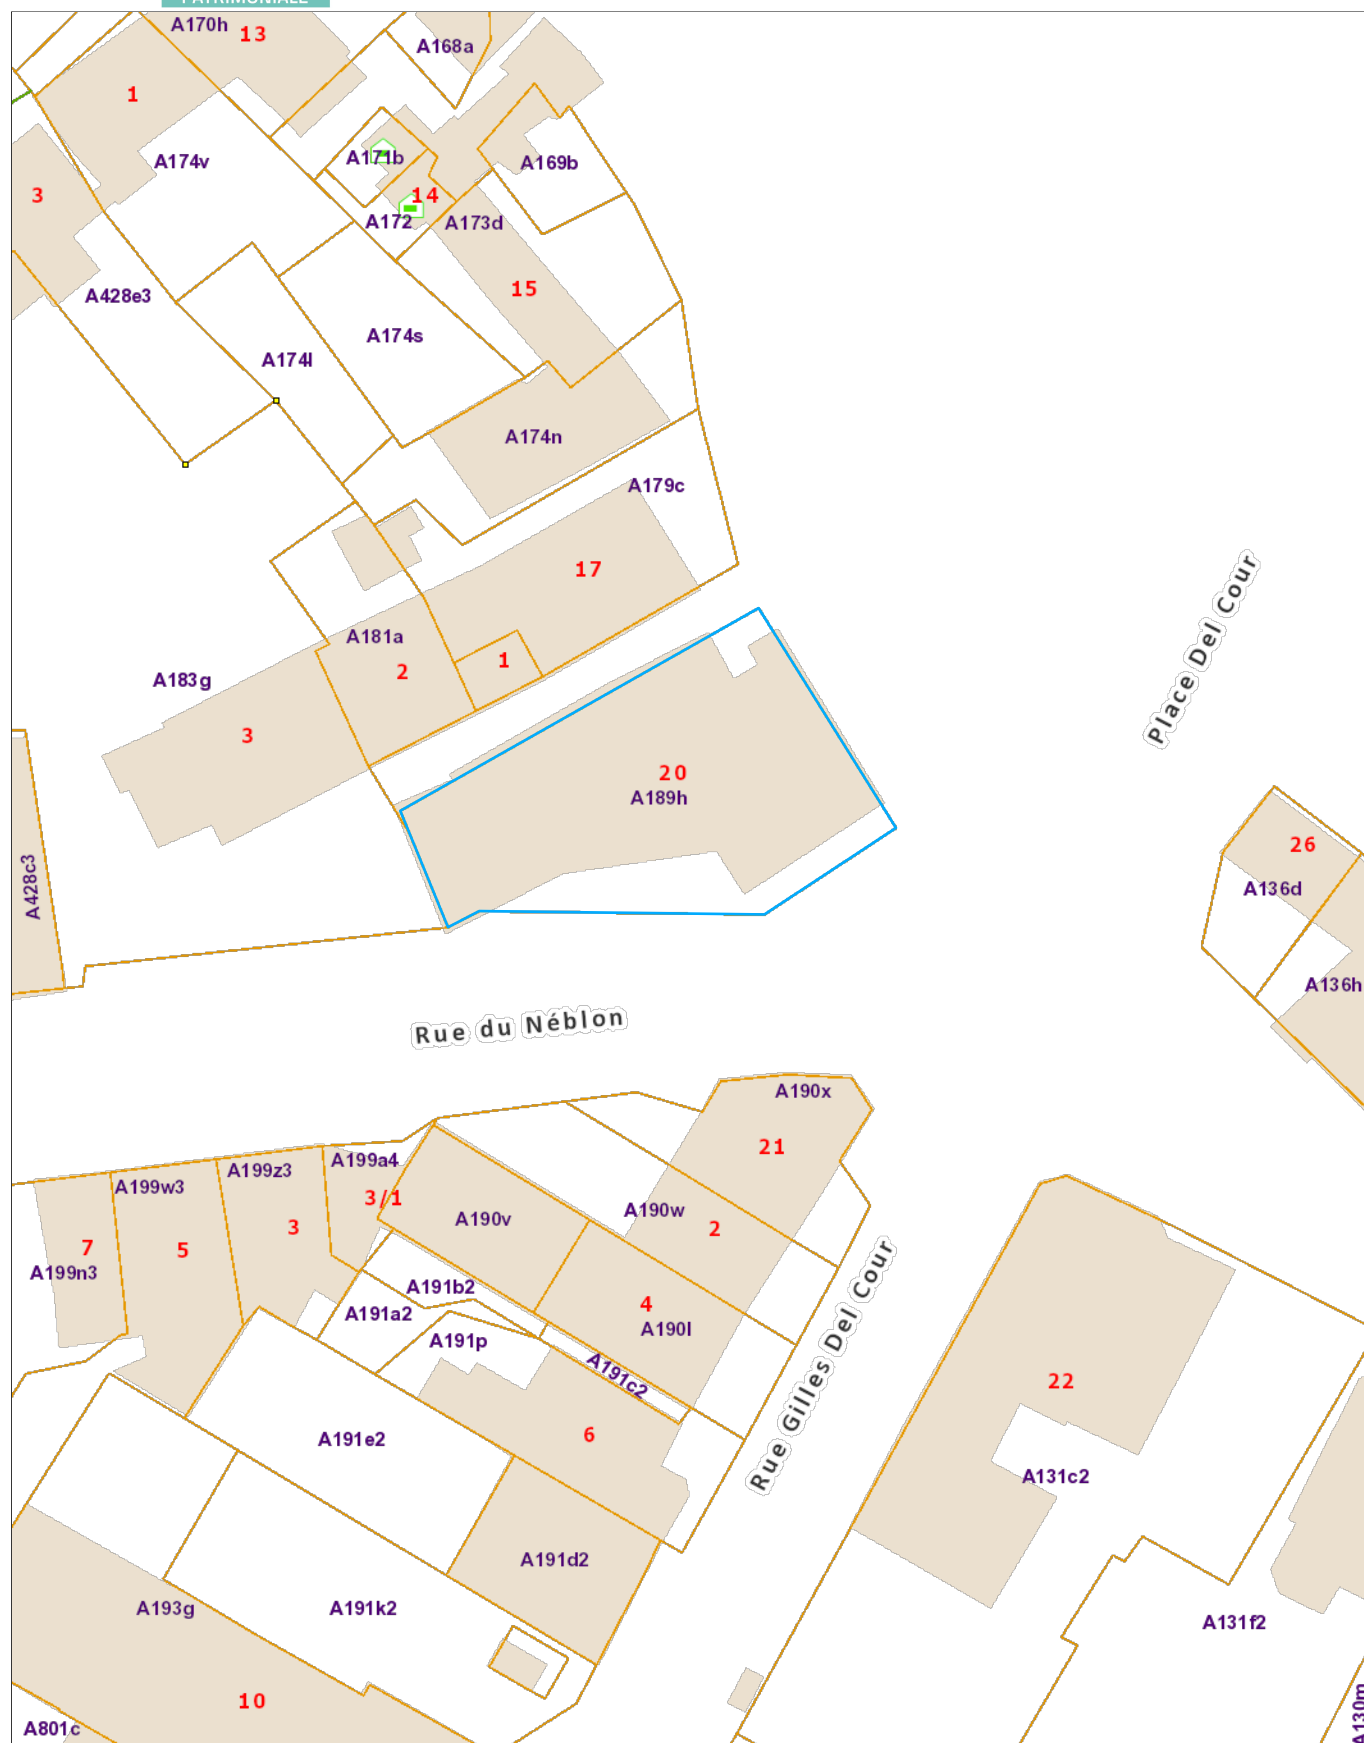 PATRIMONIALE
A170h
13
A168a
1
A174v
A171b
A169b
3
14
A172
A173d
A428e3
15
A174s
A174l
A174n
A179c
17
Place Del Cour
A181a
1
2
A183g
3
20
A189h
26
A428c3
A136d
A136h
Rue du Néblon
A190x
21
A199a4
A199z3
A199w3
3/1
A190v
A190w
3
2
7
5
A199n3
A191b2
4
A191a2
A190l
A191p
Rue Gilles Del Cour
A191c2
22
6
A191e2
A131c2
A191d2
A193g
A191k2
A131f2
10
A801c
A130m